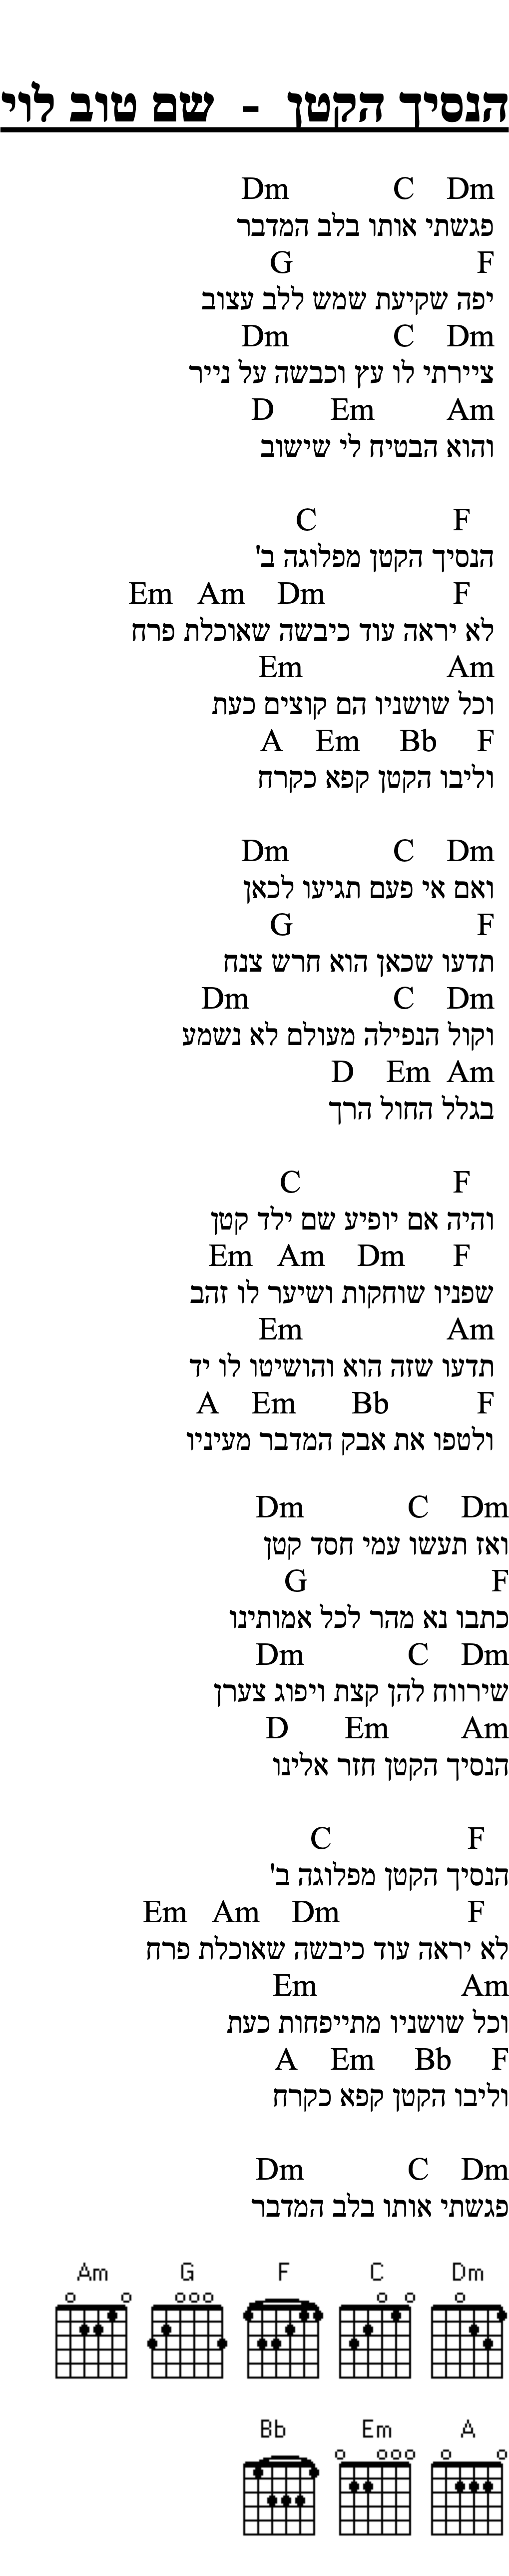 הנסיך הקטן - שם טוב לוי
Dm C Dm
פגשתי אותו בלב המדבר
G F
יפה שקיעת שמש ללב עצוב
Dm C Dm
ציירתי לו עץ וכבשה על נייר
D Em Am
והוא הבטיח לי שישוב
C F
הנסיך הקטן מפלוגה ב'
Em Am Dm F
לא יראה עוד כיבשה שאוכלת פרח
Em Am
וכל שושניו הם קוצים כעת
A Em Bb F
וליבו הקטן קפא כקרח
Dm C Dm
ואם אי פעם תגיעו לכאן
G F
תדעו שכאן הוא חרש צנח
Dm C Dm
וקול הנפילה מעולם לא נשמע
D Em Am
בגלל החול הרך
C F
והיה אם יופיע שם ילד קטן
Em Am Dm F
שפניו שוחקות ושיער לו זהב
Em Am
תדעו שזה הוא והושיטו לו יד
A Em Bb F
ולטפו את אבק המדבר מעיניו
Dm C Dm
ואז תעשו עמי חסד קטן
G F
כתבו נא מהר לכל אמותינו
Dm C Dm
שירווח להן קצת ויפוג צערן
D Em Am
הנסיך הקטן חזר אלינו
C F
הנסיך הקטן מפלוגה ב'
Em Am Dm F
לא יראה עוד כיבשה שאוכלת פרח
Em Am
וכל שושניו מתייפחות כעת
A Em Bb F
וליבו הקטן קפא כקרח
Dm C Dm
פגשתי אותו בלב המדבר
Am G F C Dm
Bb Em A